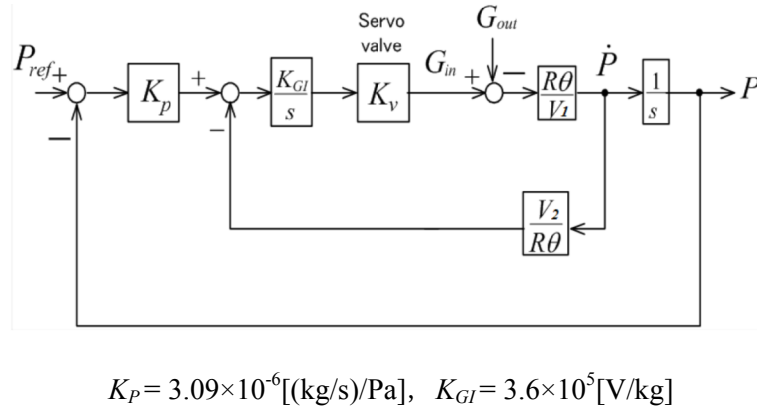 Servo
valve
G_out
P_ref + − K_p + − K_GI/s K_v G_in + − Rθ/V_1 Ṗ 1/s P
V_2/Rθ
K_P = 3.09×10^-6[(kg/s)/Pa], K_GI = 3.6×10^5[V/kg]